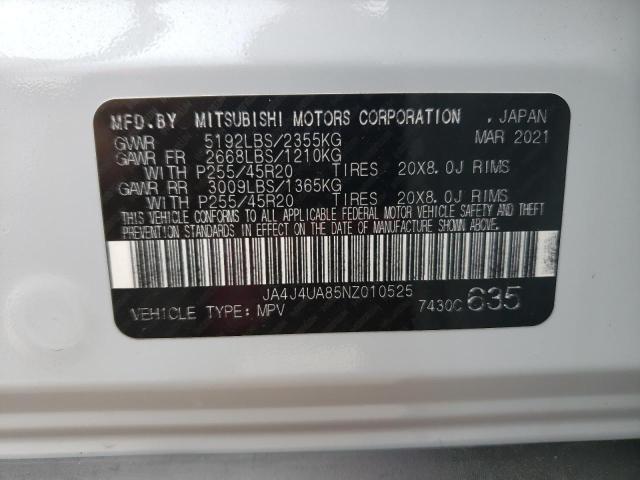 MFD.BY MITSUBISHI MOTORS CORPORATION , JAPAN
GVWR 5192LBS/2355KG MAR 2021
GAWR FR 2668LBS/1210KG
WITH P255/45R20 TIRES 20X8.0J RIMS
GAWR RR 3009LBS/1365KG
WITH P255/45R20 TIRES 20X8.0J RIMS
THIS VEHICLE CONFORMS TO ALL APPLICABLE FEDERAL MOTOR VEHICLE SAFETY AND THEFT
PREVENTION STANDARDS IN EFFECT ON THE DATE OF MANUFACTURE SHOWN ABOVE.
JA4J4UA85NZ010525
VEHICLE TYPE: MPV 7430C 635